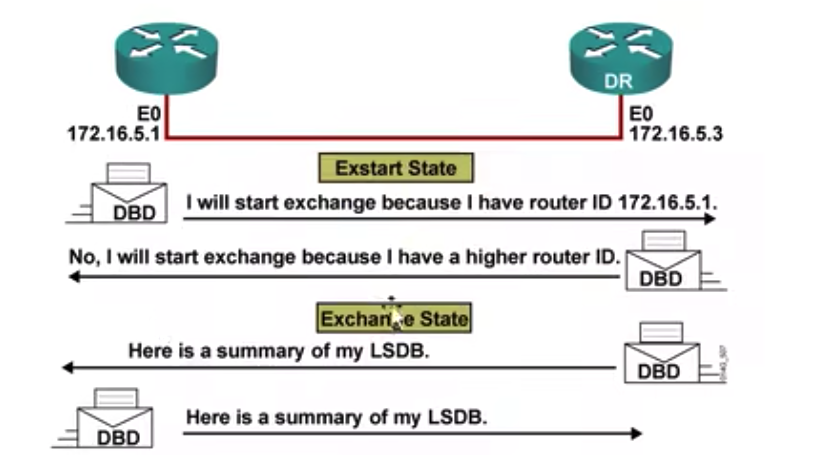 DR
E0
172.16.5.1
E0
172.16.5.3
Exstart State
DBD
I will start exchange because I have router ID 172.16.5.1.
No, I will start exchange because I have a higher router ID.
DBD
Exchange State
Here is a summary of my LSDB.
DBD
Here is a summary of my LSDB.
DBD